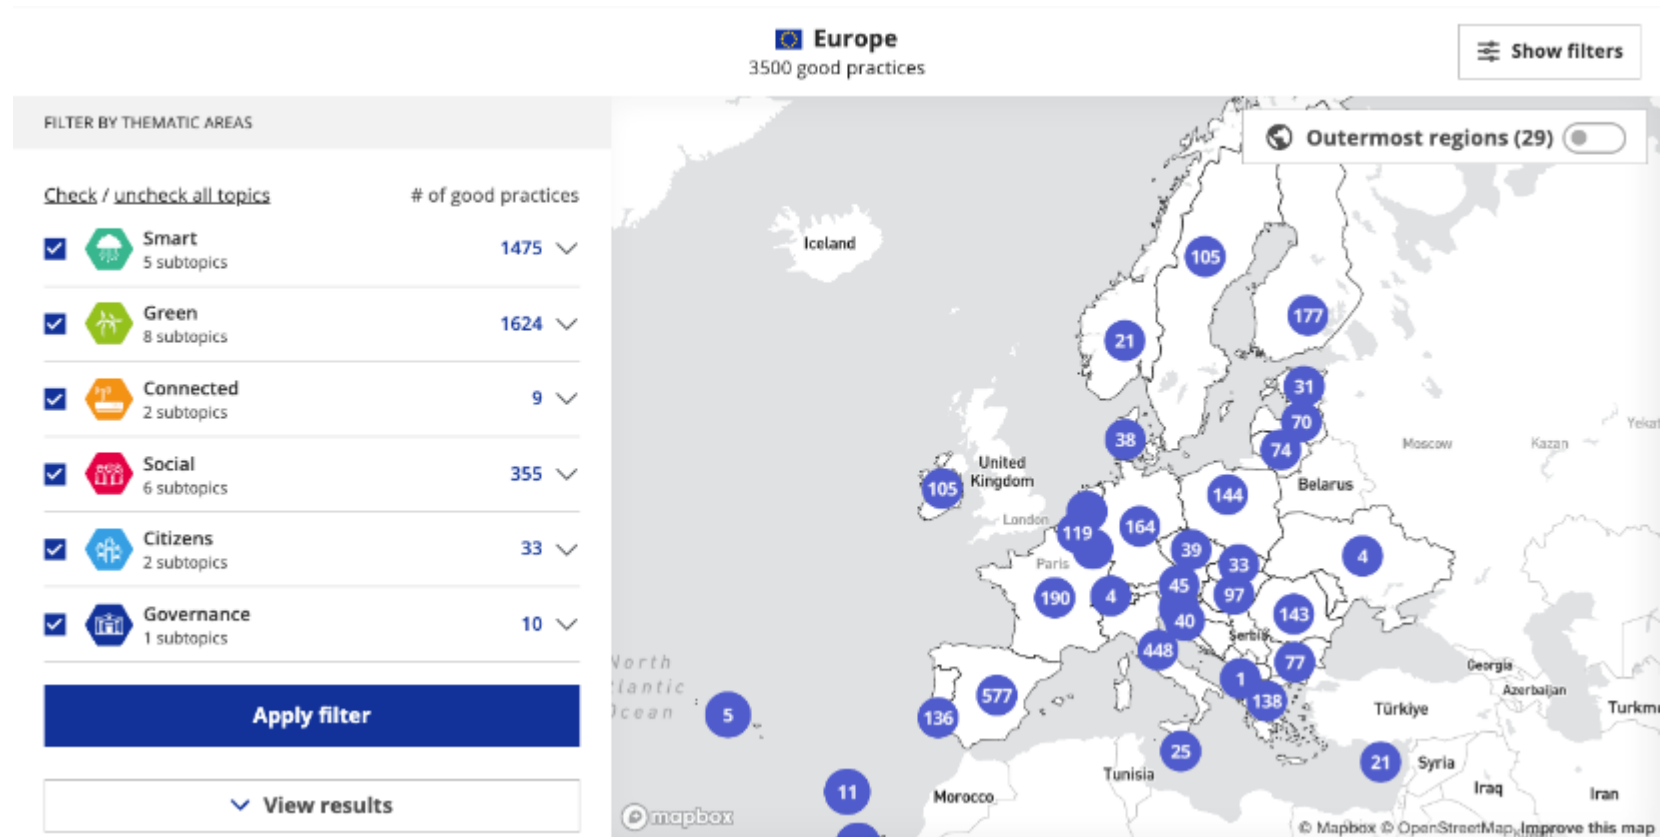 Europe
3500 good practices
Show filters
FILTER BY THEMATIC AREAS
Check / uncheck all topics
# of good practices
Smart
5 subtopics
1475
Green
8 subtopics
1624
Connected
2 subtopics
9
Social
6 subtopics
355
Citizens
2 subtopics
33
Governance
1 subtopics
10
Apply filter
View results
Outermost regions (29)
Iceland
105
177
21
31
70
38
74
Moscow
Kazan
United
Kingdom
105
144
Belarus
London
119
164
39
33
4
Paris
190
4
45
97
40
143
Serbia
448
77
North
Ocean
1
Georgia
577
138
Azerbaijan
5
136
Türkiye
25
21
Syria
Tunisia
11
Morocco
Iraq
Iran
mapbox
© Mapbox © OpenStreetMap Improve this map